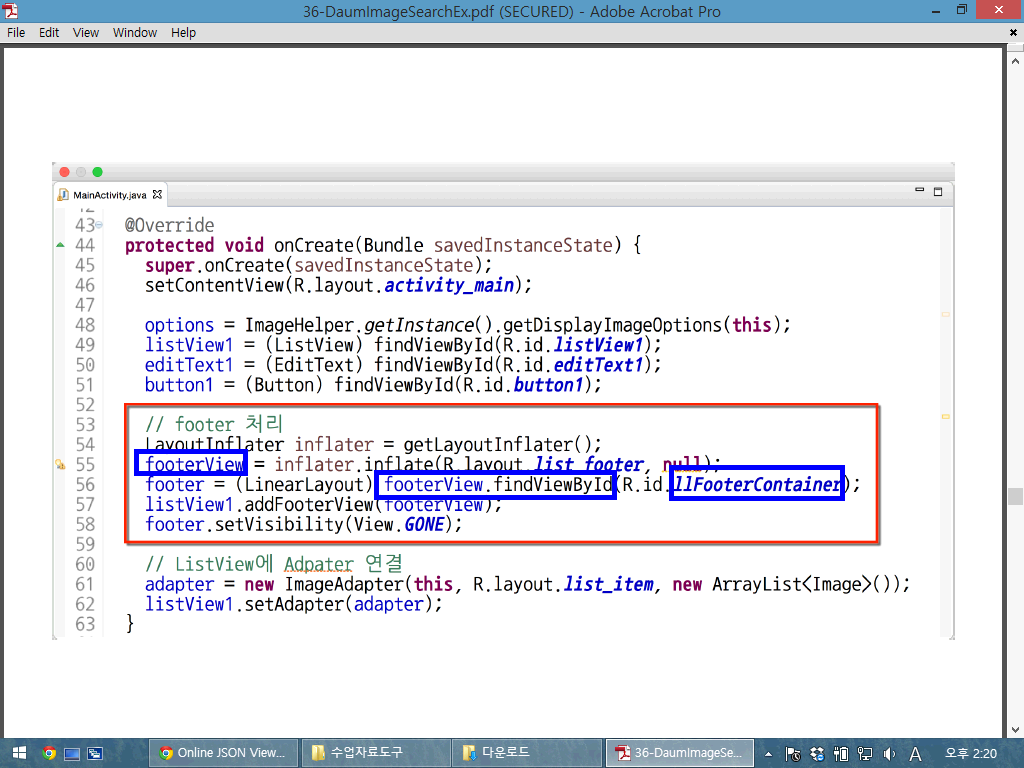 36-DaumImageSearchEx.pdf (SECURED) - Adobe Acrobat Pro
File Edit View Window Help
MainActivity.java
42
43 @Override
44 protected void onCreate(Bundle savedInstanceState) {
45 super.onCreate(savedInstanceState);
46 setContentView(R.layout.activity_main);
47
48 options = ImageHelper.getInstance().getDisplayImageOptions(this);
49 listView1 = (ListView) findViewById(R.id.listView1);
50 editText1 = (EditText) findViewById(R.id.editText1);
51 button1 = (Button) findViewById(R.id.button1);
52
53 // footer 처리
54 LayoutInflater inflater = getLayoutInflater();
55 footerView = inflater.inflate(R.layout.list_footer, null);
56 footer = (LinearLayout) footerView.findViewById(R.id.llFooterContainer);
57 listView1.addFooterView(footerView);
58 footer.setVisibility(View.GONE);
59
60 // ListView에 Adpater 연결
61 adapter = new ImageAdapter(this, R.layout.list_item, new ArrayList<Image>());
62 listView1.setAdapter(adapter);
63 }
Online JSON View... 수업자료도구 다운로드 36-DaumImageSe... A 오후 2:20